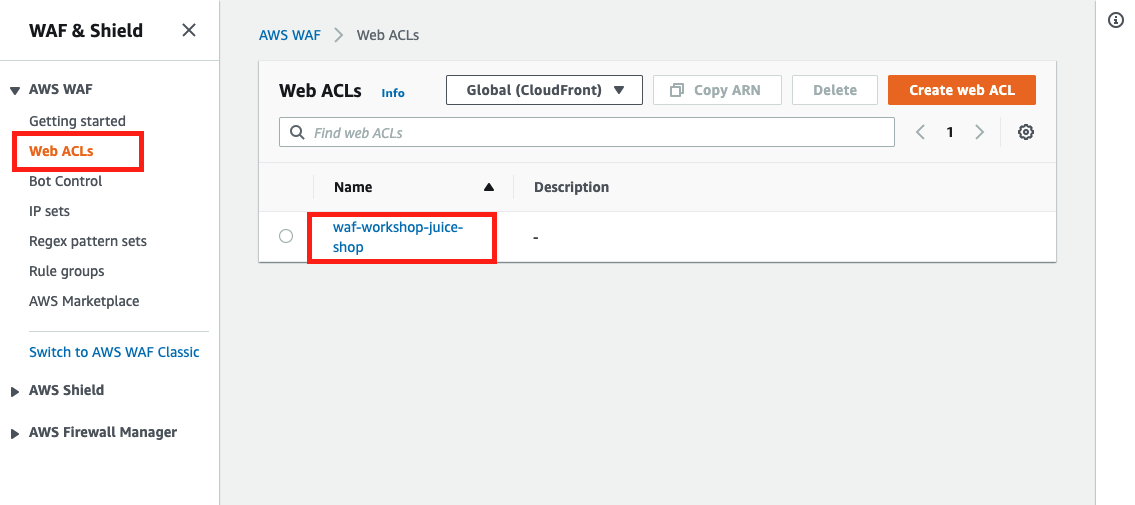 WAF & Shield
AWS WAF
Getting started
Web ACLs
Bot Control
IP sets
Regex pattern sets
Rule groups
AWS Marketplace
Switch to AWS WAF Classic
AWS Shield
AWS Firewall Manager
AWS WAF > Web ACLs
Web ACLs Info Global (CloudFront) Copy ARN Delete Create web ACL
Find web ACLs 1
Name Description
waf-workshop-juice-
shop
-